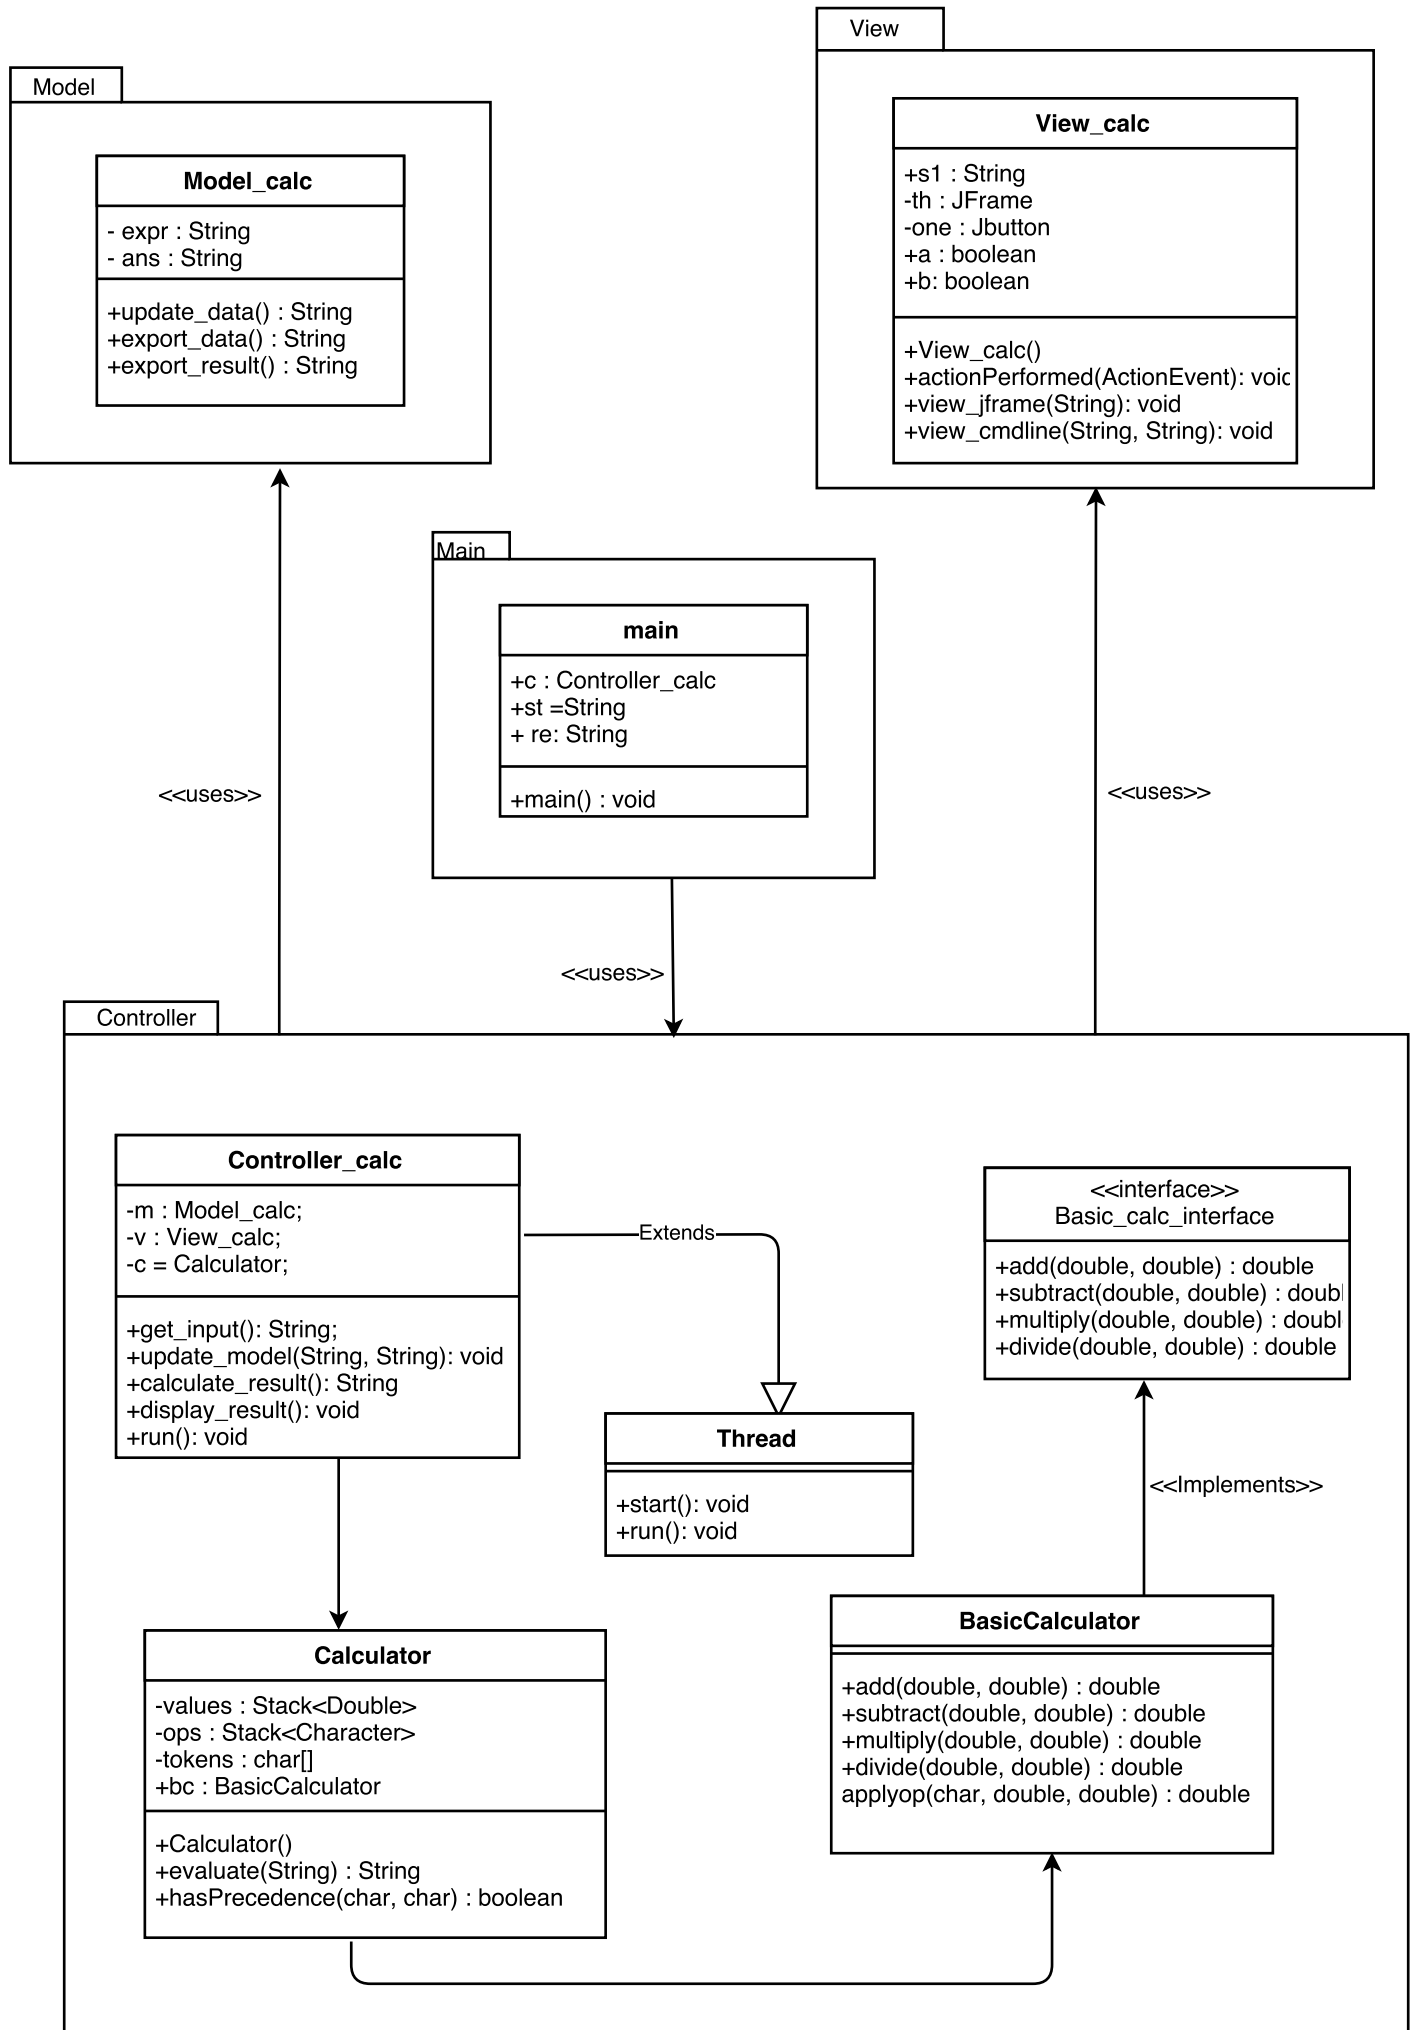 View
Model
View_calc
+s1 : String
-th : JFrame
-one : Jbutton
+a : boolean
+b: boolean
+View_calc()
+actionPerformed(ActionEvent): voic
+view_jframe(String): void
+view_cmdline(String, String): void
Model_calc
- expr : String
- ans : String
+update_data() : String
+export_data() : String
+export_result() : String
Main
main
+c : Controller_calc
+st =String
+ re: String
+main() : void
<<uses>>
<<uses>>
<<uses>>
Controller
Controller_calc
-m : Model_calc;
-v : View_calc;
-c = Calculator;
+get_input(): String;
+update_model(String, String): void
+calculate_result(): String
+display_result(): void
+run(): void
Extends
<<interface>>
Basic_calc_interface
+add(double, double) : double
+subtract(double, double) : doubl
+multiply(double, double) : doubl
+divide(double, double) : double
Thread
+start(): void
+run(): void
<<Implements>>
BasicCalculator
+add(double, double) : double
+subtract(double, double) : double
+multiply(double, double) : double
+divide(double, double) : double
applyop(char, double, double) : double
Calculator
-values : Stack<Double>
-ops : Stack<Character>
-tokens : char[]
+bc : BasicCalculator
+Calculator()
+evaluate(String) : String
+hasPrecedence(char, char) : boolean